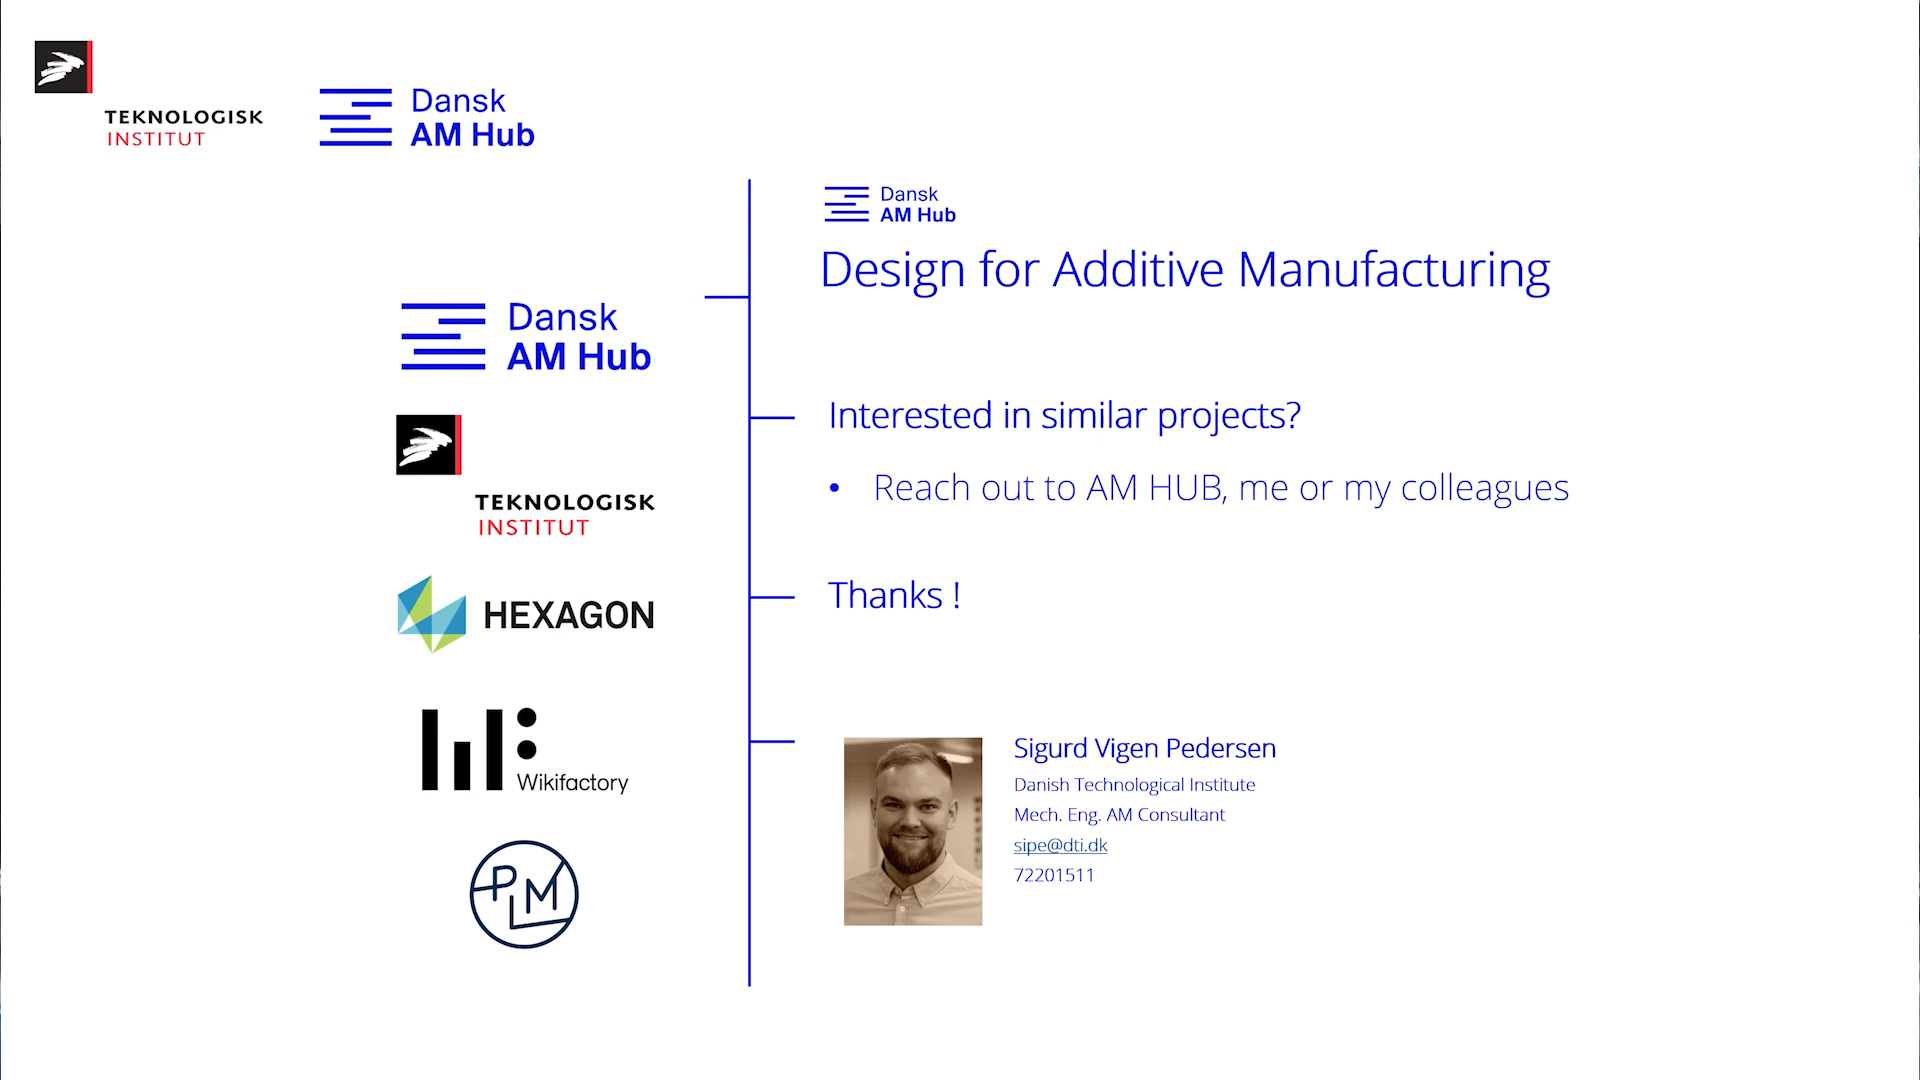 TEKNOLOGISK
INSTITUT
Dansk
AM Hub
Dansk
AM Hub
TEKNOLOGISK
INSTITUT
HEXAGON
Wikifactory
PLM
Dansk
AM Hub
Design for Additive Manufacturing
Interested in similar projects?
• Reach out to AM HUB, me or my colleagues
Thanks !
Sigurd Vigen Pedersen
Danish Technological Institute
Mech. Eng. AM Consultant
sipe@dti.dk
72201511